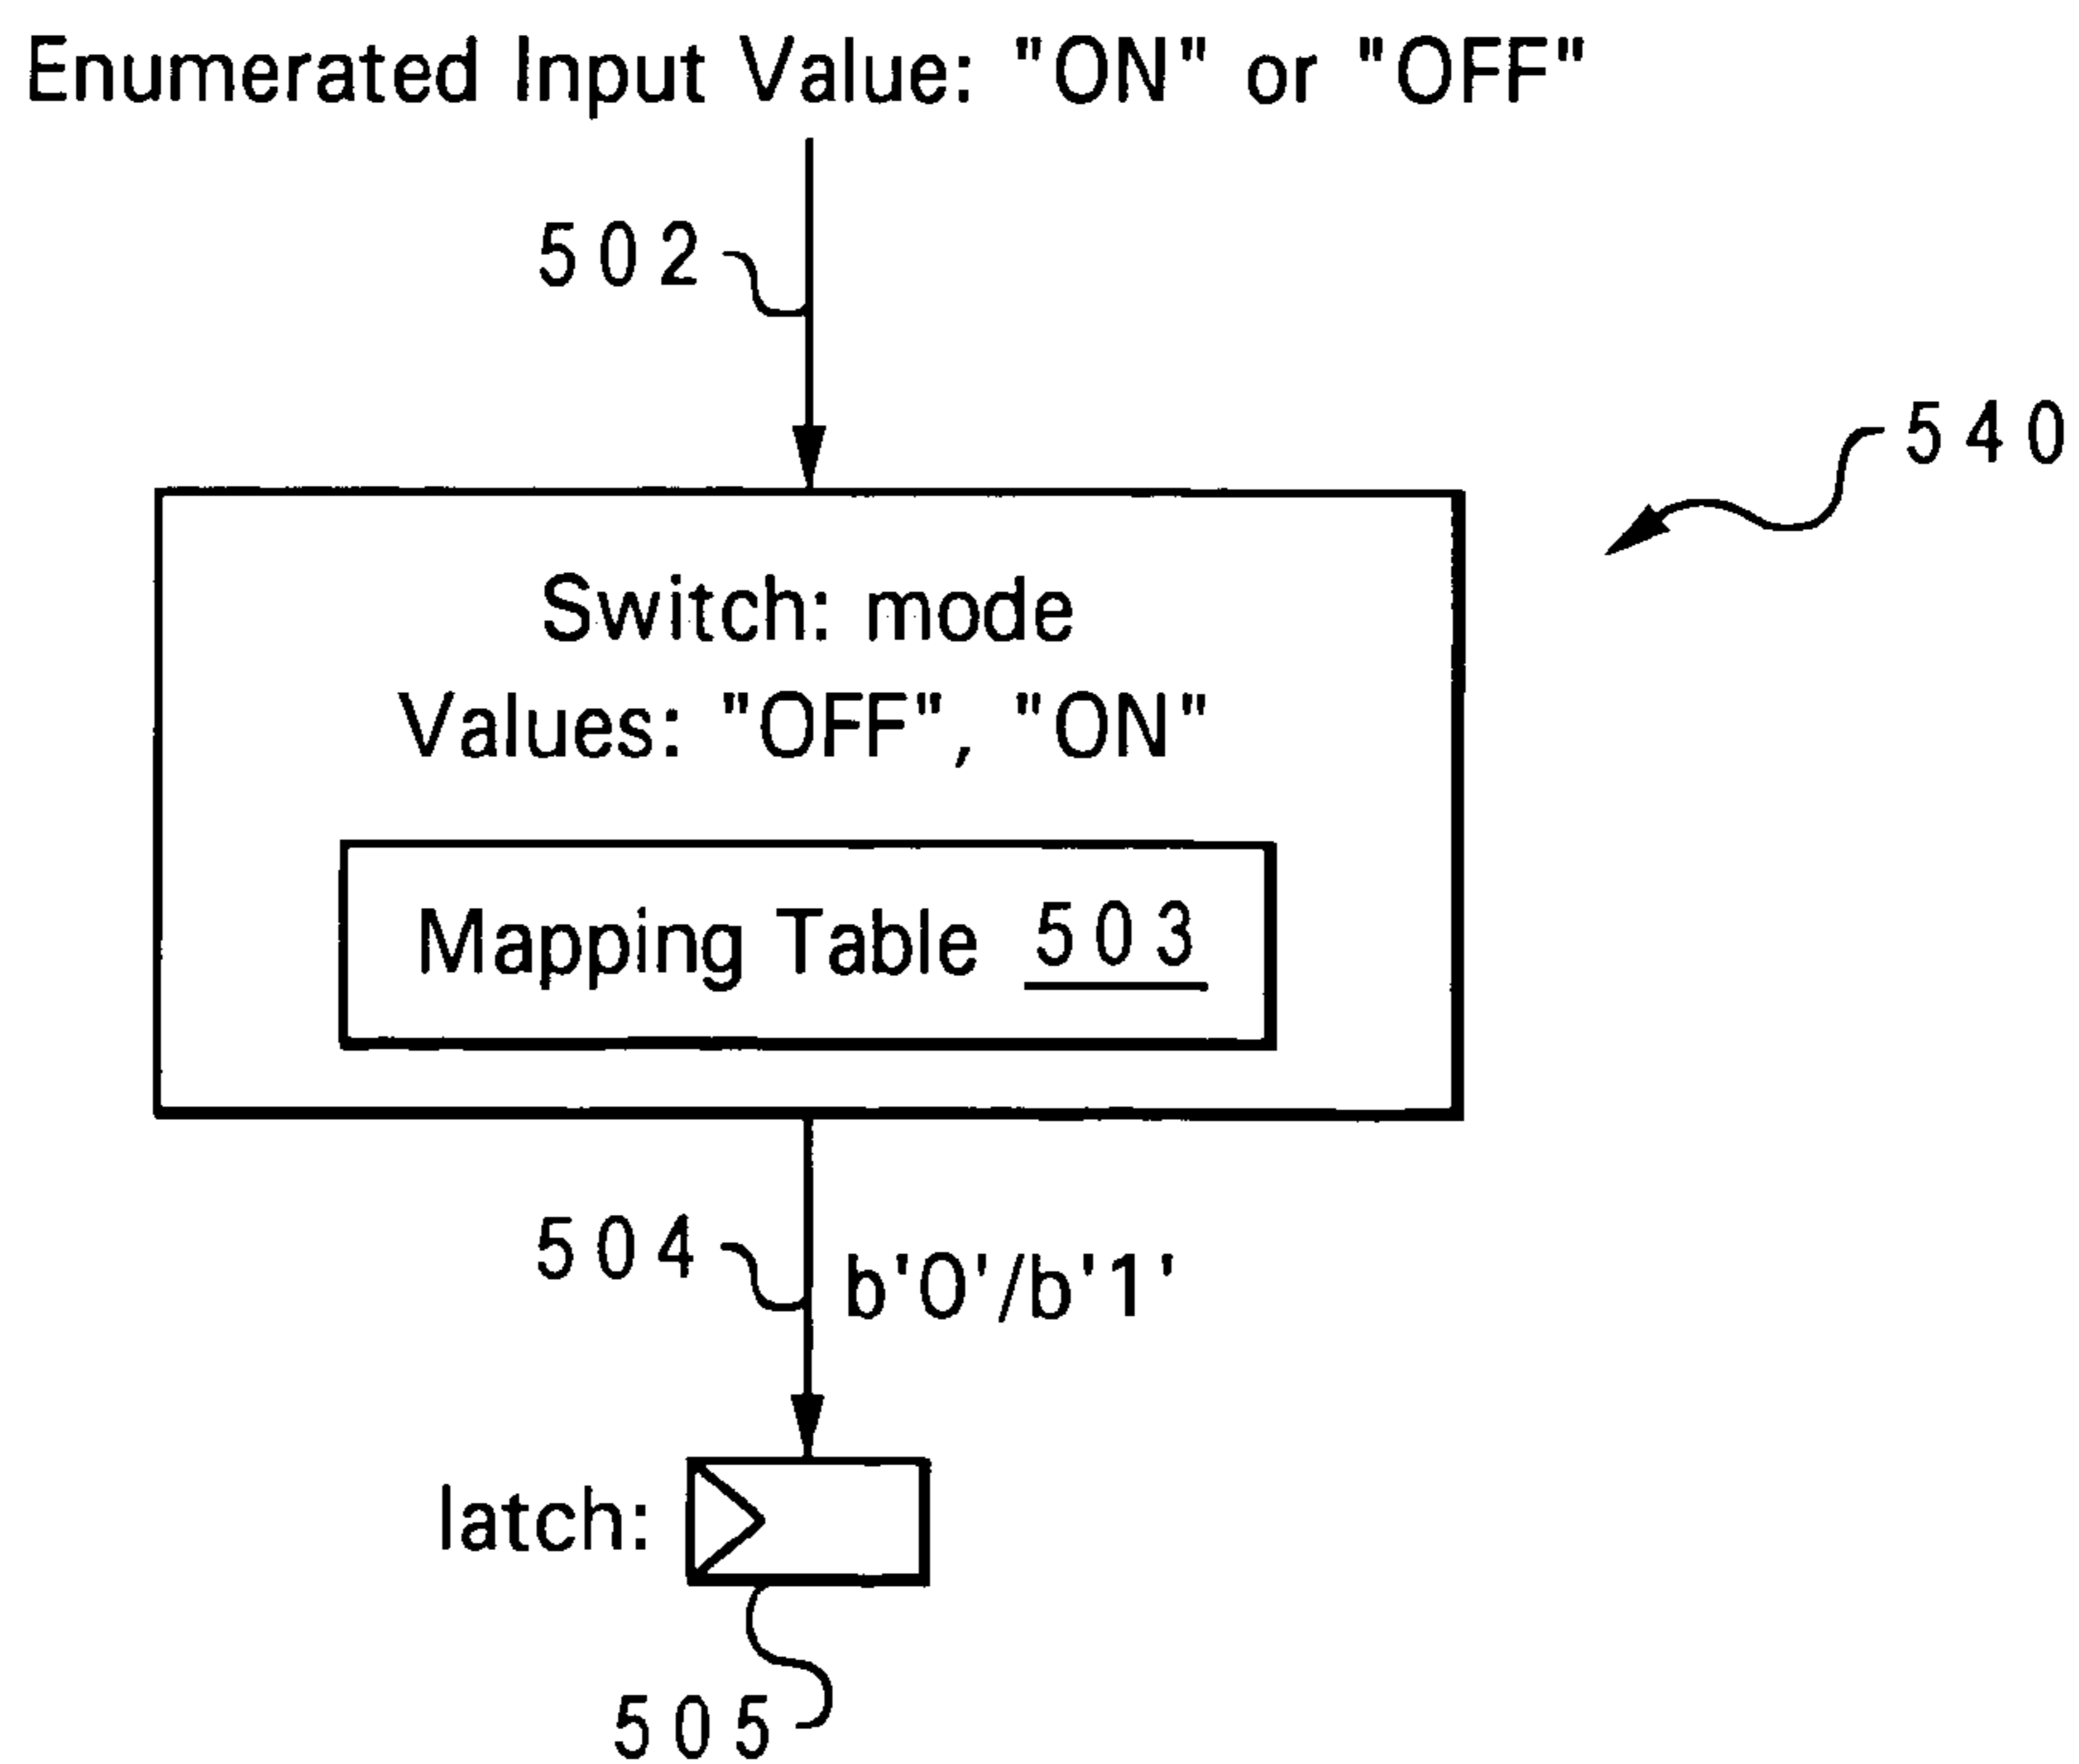 Enumerated Input Value: "ON" or "OFF"
502
540
Switch: mode
Values: "OFF", "ON"
Mapping Table 503
504
b'0'/b'1'
latch:
505